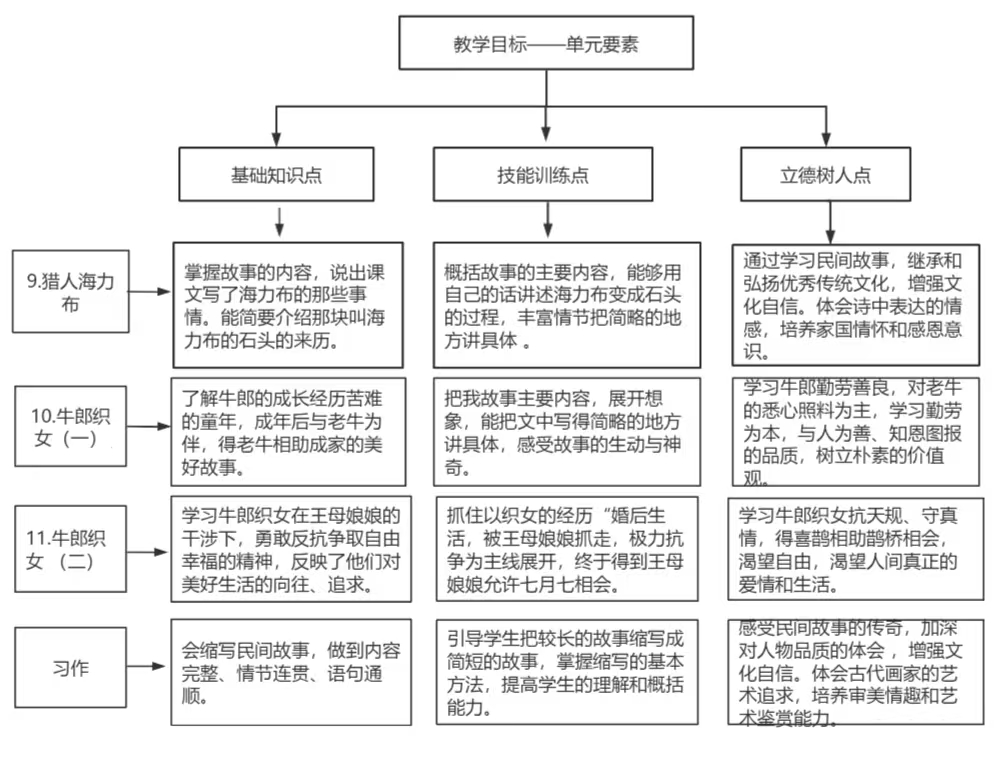 教学目标——单元要素
基础知识点
技能训练点
立德树人点
9.猎人海力
布
掌握故事的内容，说出课
文写了海力布的那些事
情。能简要介绍那块叫海
力布的石头的来历。
概括故事的主要内容，能够用
自己的话讲述海力布变成石头
的过程，丰富情节把简略的地
方讲具体 。
通过学习民间故事，继承和
弘扬优秀传统文化，增强文
化自信。体会诗中表达的情
感，培养家国情怀和感恩意
识。
10.牛郎织
女（一）
了解牛郎的成长经历苦难
的童年，成年后与老牛为
伴，得老牛相助成家的美
好故事。
把我故事主要内容，展开想
象，能把文中写得简略的地方
讲具体，感受故事的生动与神
奇。
学习牛郎勤劳善良，对老牛
的悉心照料为主，学习勤劳
为本，与人为善、知恩图报
的品质，树立朴素的价值
观。
11.牛郎织
女 （二）
学习牛郎织女在王母娘娘的
干涉下，勇敢反抗争取自由
幸福的精神，反映了他们对
美好生活的向往、追求。
抓住以织女的经历“婚后生
活，被王母娘娘抓走，极力抗
争为主线展开，终于得到王母
娘娘允许七月七相会。
学习牛郎织女抗天规、守真
情，得喜鹊相助鹊桥相会，
渴望自由，渴望人间真正的
爱情和生活。
习作
会缩写民间故事，做到内容
完整、情节连贯、语句通
顺。
引导学生把较长的故事缩写成
简短的故事，掌握缩写的基本
方法，提高学生的理解和概括
能力。
感受民间故事的传奇，加深
对人物品质的体会 ，增强文
化自信。体会古代画家的艺
术追求，培养审美情趣和艺
术鉴赏能力。